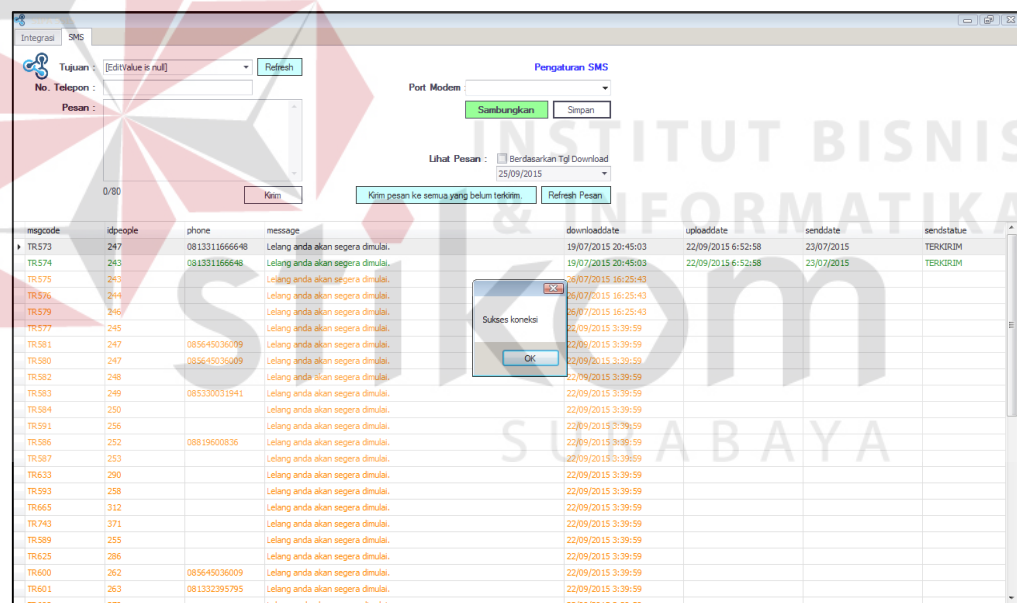 Integrasi SMS
Tujuan : [EditValue is null] Refresh
Pengaturan SMS
No. Telepon :
Port Modem :
Pesan :
Sambungkan Simpan
Lihat Pesan : Berdasarkan Tgl Download
25/09/2015
0/80
Kirim
Kirim pesan ke semua yang belum terkirim. Refresh Pesan
msgcode idpeople phone message downloaddate uploaddate senddate sendstatue
TR573 247 0813311666648 Lelang anda akan segera dimulai. 19/07/2015 20:45:03 22/09/2015 6:52:58 23/07/2015 TERKIRIM
TR574 243 081331166648 Lelang anda akan segera dimulai. 19/07/2015 20:45:03 22/09/2015 6:52:58 23/07/2015 TERKIRIM
TR575 243 Lelang anda akan segera dimulai. 26/07/2015 16:25:43
TR576 244 Lelang anda akan segera dimulai. 26/07/2015 16:25:43
TR579 246 Lelang anda akan segera dimulai. 26/07/2015 16:25:43
TR577 245 Lelang anda akan segera dimulai. 22/09/2015 3:39:59
TR581 247 085645036009 Lelang anda akan segera dimulai. 22/09/2015 3:39:59
TR580 247 085645036009 Lelang anda akan segera dimulai. 22/09/2015 3:39:59
TR582 248 Lelang anda akan segera dimulai. 22/09/2015 3:39:59
TR583 249 085330031941 Lelang anda akan segera dimulai. 22/09/2015 3:39:59
TR584 250 Lelang anda akan segera dimulai. 22/09/2015 3:39:59
TR591 256 Lelang anda akan segera dimulai. 22/09/2015 3:39:59
TR586 252 08819600836 Lelang anda akan segera dimulai. 22/09/2015 3:39:59
TR587 253 Lelang anda akan segera dimulai. 22/09/2015 3:39:59
TR633 290 Lelang anda akan segera dimulai. 22/09/2015 3:39:59
TR593 258 Lelang anda akan segera dimulai. 22/09/2015 3:39:59
TR665 312 Lelang anda akan segera dimulai. 22/09/2015 3:39:59
TR743 371 Lelang anda akan segera dimulai. 22/09/2015 3:39:59
TR589 255 Lelang anda akan segera dimulai. 22/09/2015 3:39:59
TR625 286 Lelang anda akan segera dimulai. 22/09/2015 3:39:59
TR600 262 085645036009 Lelang anda akan segera dimulai. 22/09/2015 3:39:59
TR601 263 081332395795 Lelang anda akan segera dimulai. 22/09/2015 3:39:59
Sukses koneksi
OK
INSTITUT BISNIS
& INFORMATIKA
stikom
SURABAYA